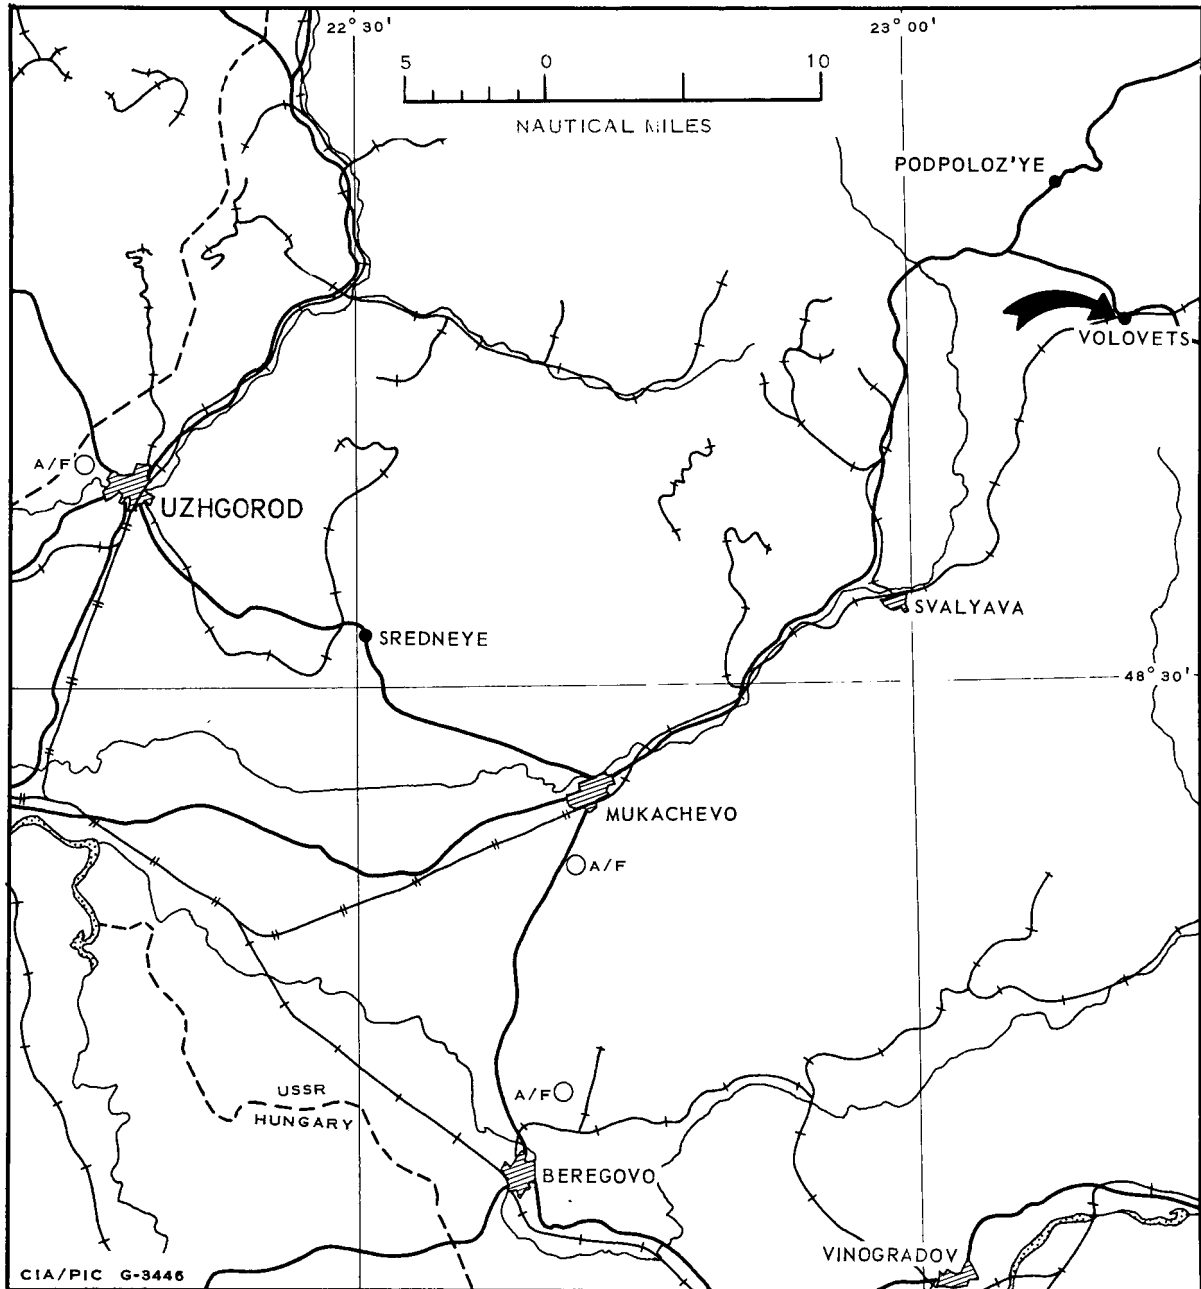 22° 30'
23° 00'
5 0 10
NAUTICAL MILES
PODPOLOZ'YE
VOLOVETS
A/F
UZHGOROD
SVALYAVA
SREDNEYE
48° 30'
MUKACHEVO
A/F
A/F
USSR
HUNGARY
BEREGOVO
VINOGRADOV
CIA/PIC G-3446